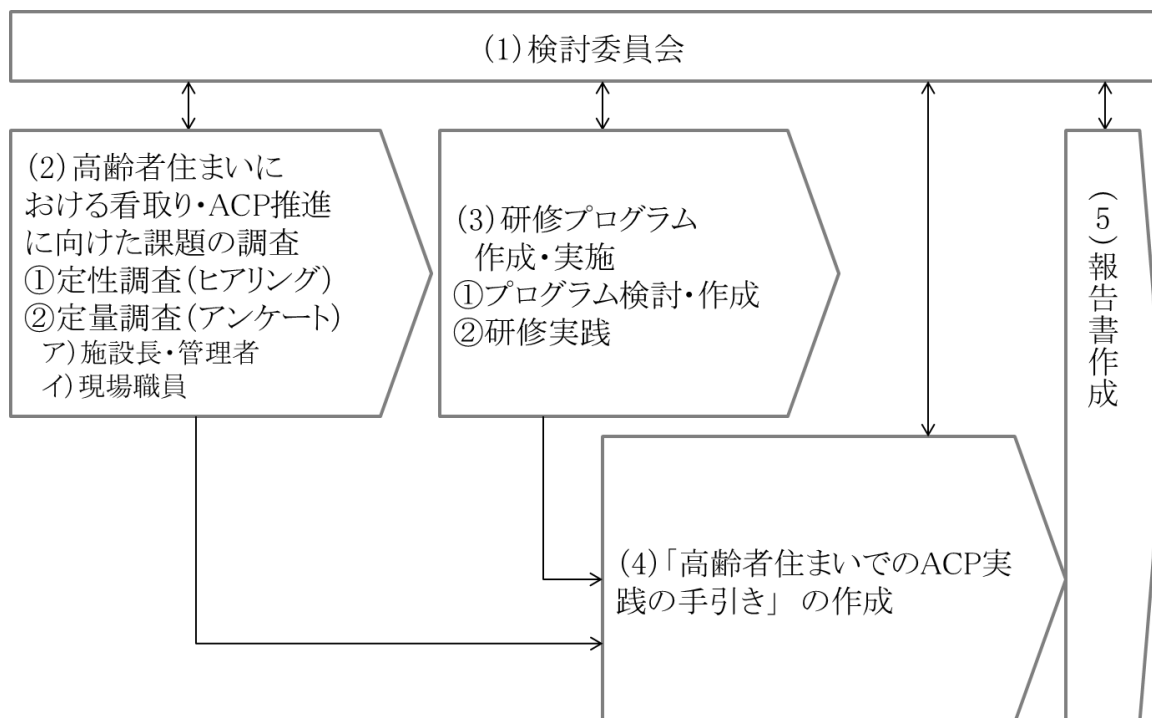 (1)検討委員会
(2)高齢者住まいに
おける看取り・ACP推進
に向けた課題の調査
①定性調査(ヒアリング)
②定量調査(アンケート)
ア)施設長・管理者
イ)現場職員
(3)研修プログラム
作成・実施
①プログラム検討・作成
②研修実践
(4)「高齢者住まいでのACP実
践の手引き」の作成
(5)報告書作成